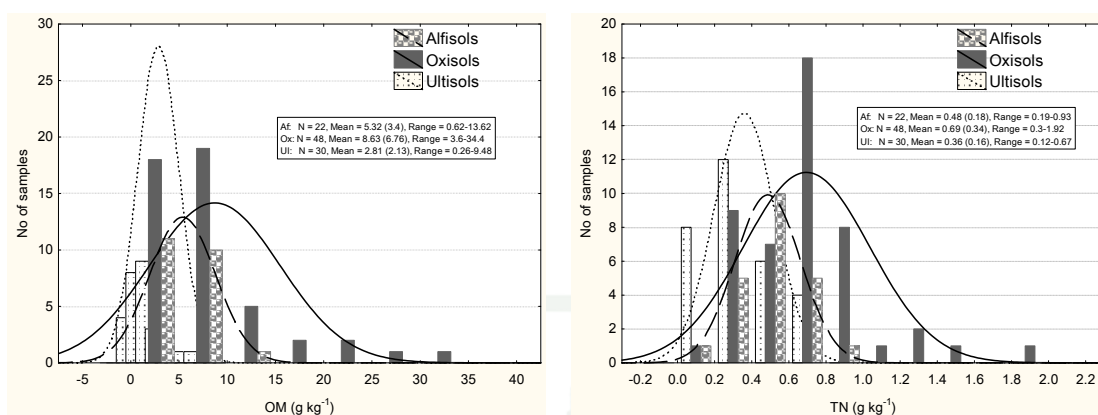 30
25
20
15
10
5
0
No of samples
-5 0 5 10 15 20 25 30 35 40
OM (g kg-1)
Alfisols
Oxisols
Ultisols
Af: N = 22, Mean = 5.32 (3.4), Range = 0.62-13.62
Ox: N = 48, Mean = 8.63 (6.76), Range = 3.6-34.4
Ul: N = 30, Mean = 2.81 (2.13), Range = 0.26-9.48
20
18
16
14
12
10
8
6
4
2
0
No of samples
-0.2 0.0 0.2 0.4 0.6 0.8 1.0 1.2 1.4 1.6 1.8 2.0 2.2
TN (g kg-1)
Alfisols
Oxisols
Ultisols
Af: N = 22, Mean = 0.48 (0.18), Range = 0.19-0.93
Ox: N = 48, Mean = 0.69 (0.34), Range = 0.3-1.92
Ul: N = 30, Mean = 0.36 (0.16), Range = 0.12-0.67